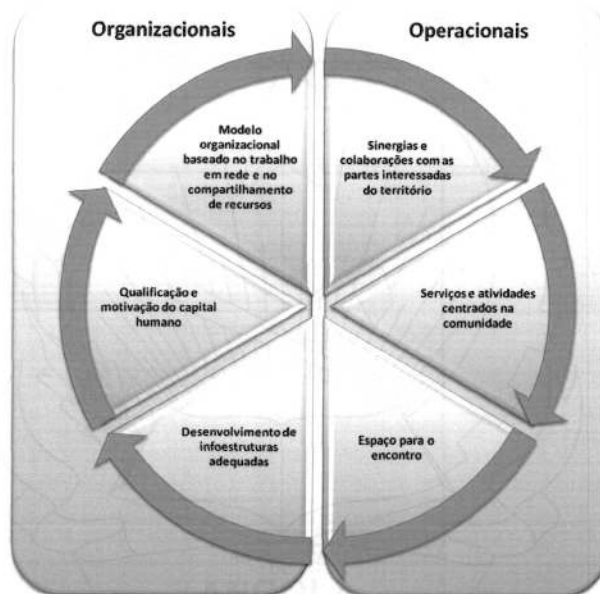 Organizacionais
Operacionais
Modelo
organizacional
baseado no trabalho
em rede e no
compartilhamento
de recursos
Sinergias e
colaborações com as
partes interessadas
do território
Qualificação e
motivação do capital
humano
Serviços e atividades
centrados na
comunidade
Desenvolvimento de
infoestruturas
adequadas
Espaço para o
encontro